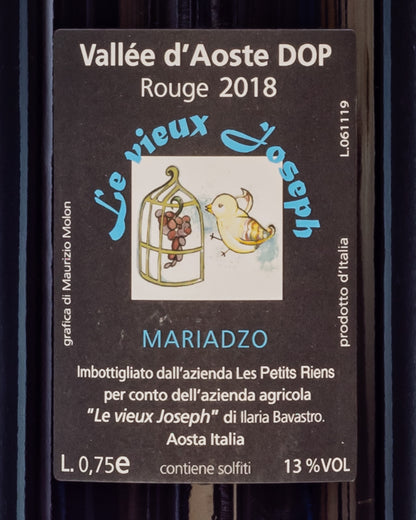 Vallée d'Aoste DOP
Rouge 2018
Le vieux Joseph
L.061119
grafica di Maurizio Molon
prodotto d'Italia
MARIADZO
Imbottigliato dall'azienda Les Petits Riens
per conto dell'azienda agricola
"Le vieux Joseph" di Ilaria Bavastro.
Aosta Italia
L. 0,75e
contiene solfiti
13 %VOL